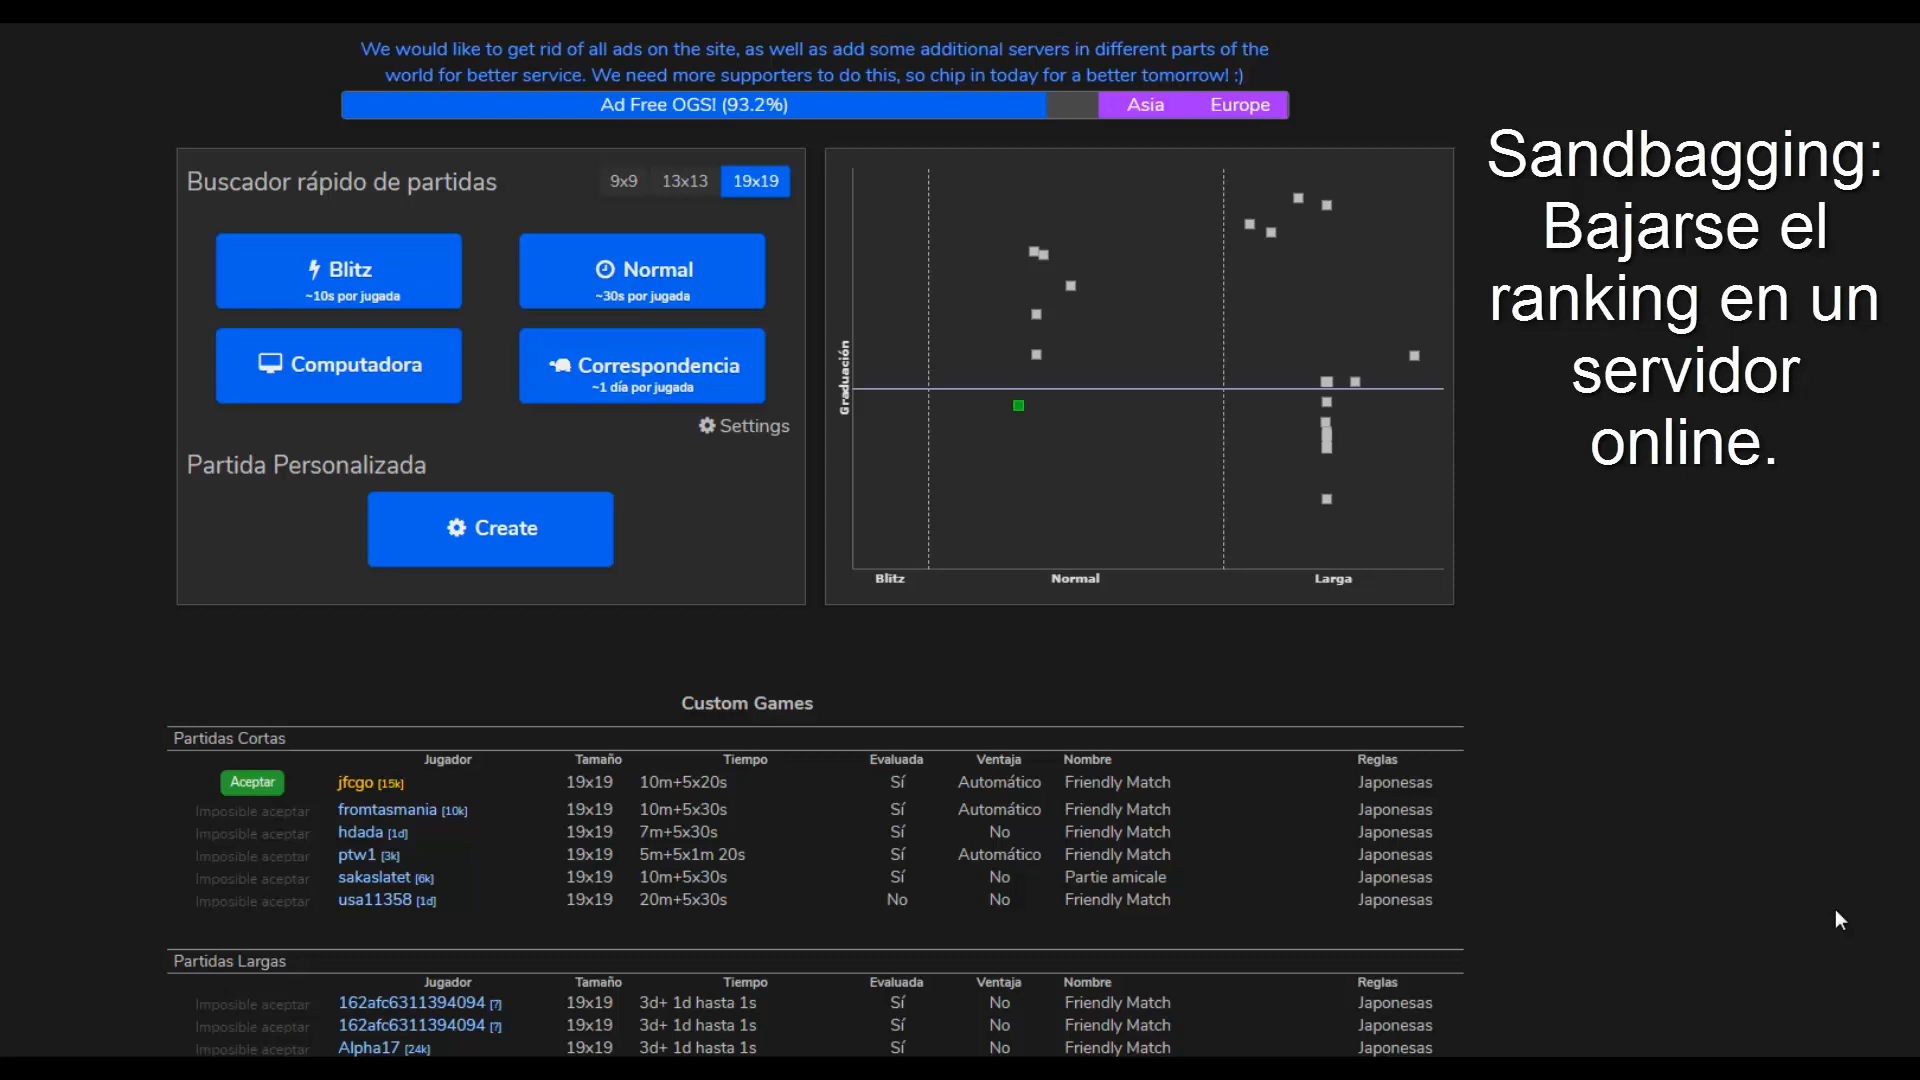 We would like to get rid of all ads on the site, as well as add some additional servers in different parts of the
world for better service. We need more supporters to do this, so chip in today for a better tomorrow! :)
Ad Free OGS! (93.2%) Asia Europe
Buscador rápido de partidas 9x9 13x13 19x19
Blitz
~10s por jugada
Normal
~30s por jugada
Computadora
Correspondencia
~1 día por jugada
Settings
Partida Personalizada
Create
Graduación
Blitz Normal Larga
Sandbagging:
Bajarse el
ranking en un
servidor
online.
Custom Games
Partidas Cortas
Jugador Tamaño Tiempo Evaluada Ventaja Nombre Reglas
Aceptar jfcgo [15k] 19x19 10m+5x20s Sí Automático Friendly Match Japonesas
Imposible aceptar fromtasmania [10k] 19x19 10m+5x30s Sí Automático Friendly Match Japonesas
Imposible aceptar hdada [1d] 19x19 7m+5x30s Sí No Friendly Match Japonesas
Imposible aceptar ptw1 [3k] 19x19 5m+5x1m 20s Sí Automático Friendly Match Japonesas
Imposible aceptar sakaslatet [6k] 19x19 10m+5x30s Sí No Partie amicale Japonesas
Imposible aceptar usa11358 [1d] 19x19 20m+5x30s No No Friendly Match Japonesas
Partidas Largas
Jugador Tamaño Tiempo Evaluada Ventaja Nombre Reglas
Imposible aceptar 162afc6311394094 [?] 19x19 3d+ 1d hasta 1s Sí No Friendly Match Japonesas
Imposible aceptar 162afc6311394094 [?] 19x19 3d+ 1d hasta 1s Sí No Friendly Match Japonesas
Imposible aceptar Alpha17 [24k] 19x19 3d+ 1d hasta 1s Sí No Friendly Match Japonesas